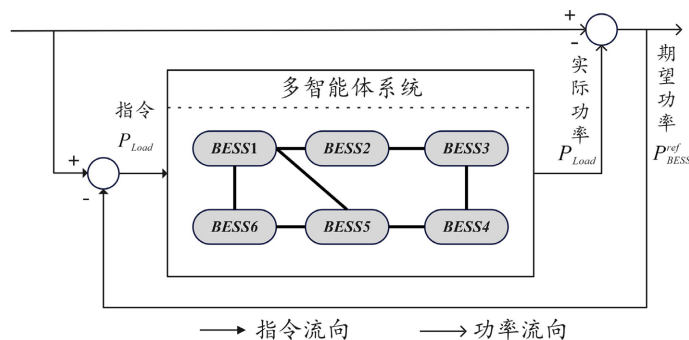 +
-
多智能体系统
指令
P_Load
+
-
BESS1
BESS2
BESS3
BESS6
BESS5
BESS4
实际功率
P_Load
期望功率
P_BESS^ref
指令流向
功率流向